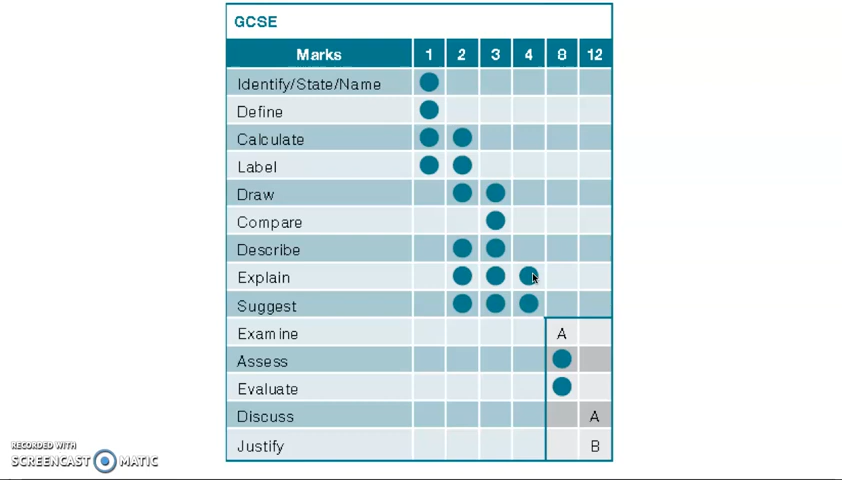 GCSE
Marks 1 2 3 4 8 12
Identify/State/Name
Define
Calculate
Label
Draw
Compare
Describe
Explain
Suggest
Examine A
Assess
Evaluate
Discuss A
Justify B
RECORDED WITH
SCREENCAST MATIC